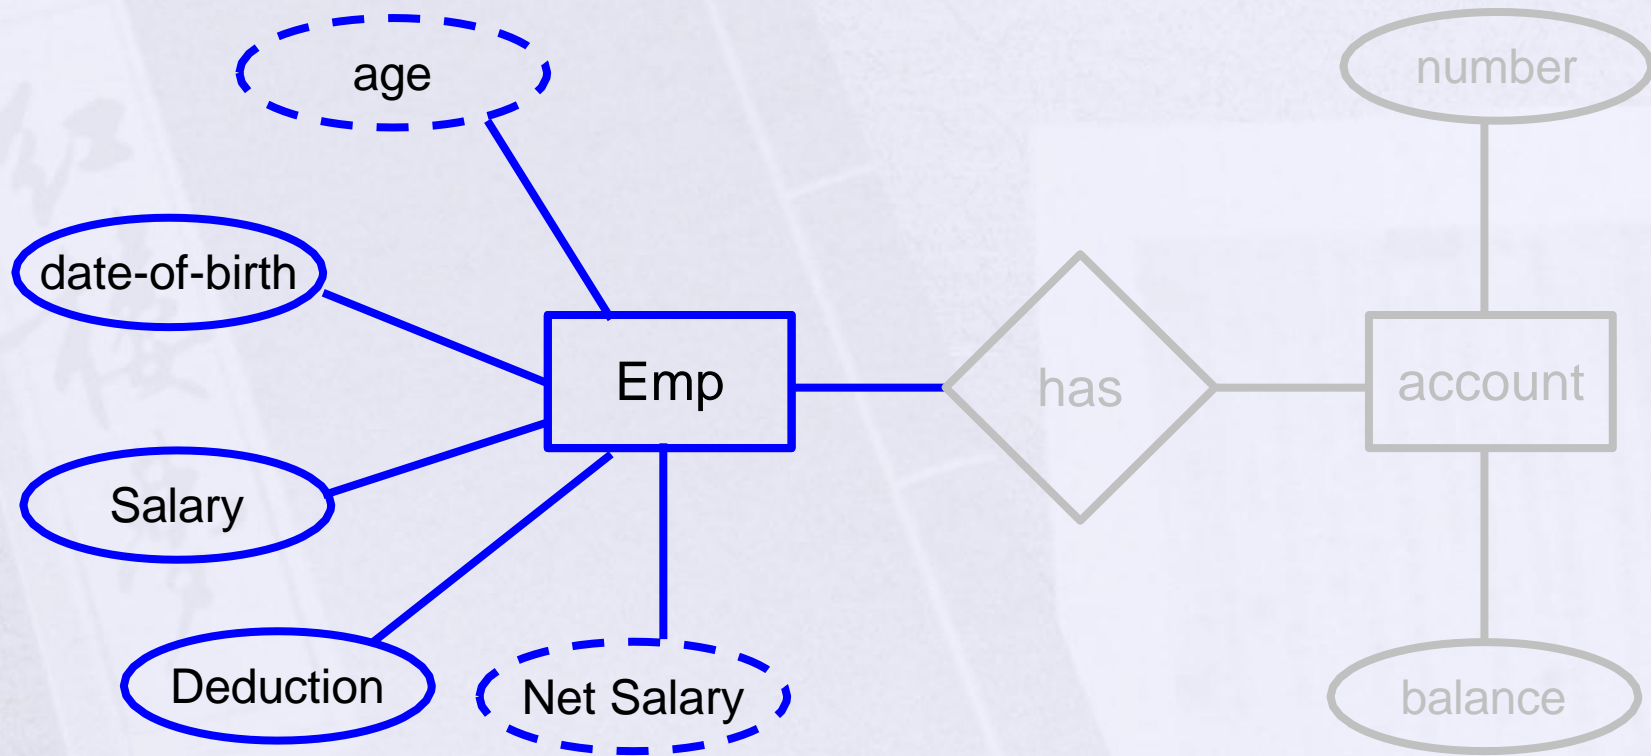 age
number
date-of-birth
Emp
has
account
Salary
Deduction
Net Salary
balance